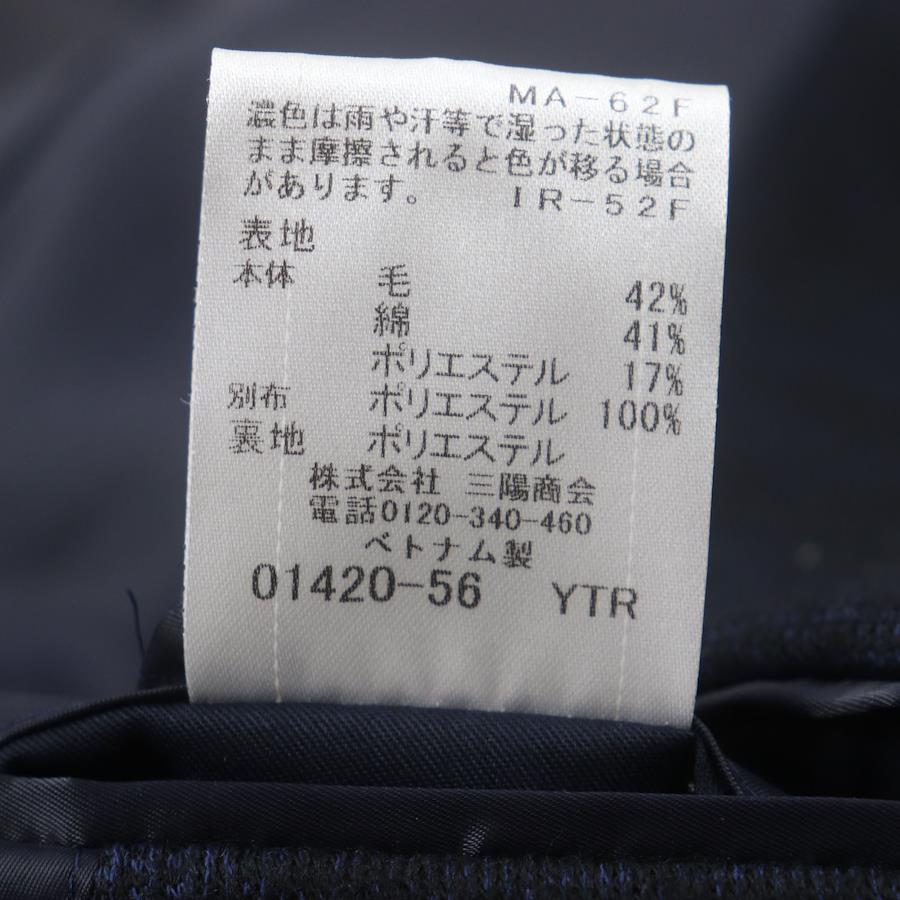 MA-62F
濃色は雨や汗等で湿った状態の
まま摩擦されると色が移る場合
があります。 IR-52F
表地
本体 毛 42%
綿 41%
ポリエステル 17%
別布 ポリエステル 100%
裏地 ポリエステル
株式会社 三陽商会
電話0120-340-460
ベトナム製
01420-56 YTR